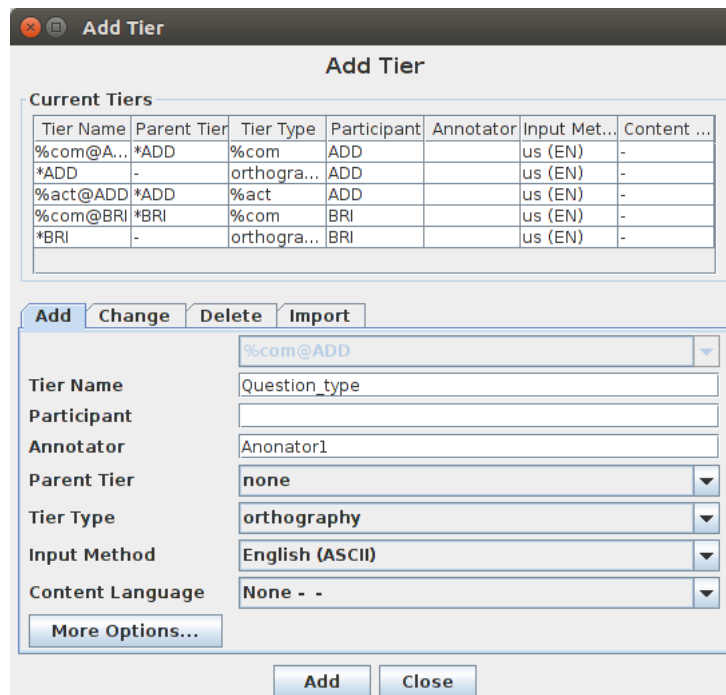 Add Tier
Add Tier
Current Tiers
Tier Name Parent Tier Tier Type Participant Annotator Input Met... Content ...
%com@A... *ADD %com ADD us (EN) -
*ADD - orthogra... ADD us (EN) -
%act@ADD *ADD %act ADD us (EN) -
%com@BRI *BRI %com BRI us (EN) -
*BRI - orthogra... BRI us (EN) -
Add Change Delete Import
%com@ADD
Tier Name Question_type
Participant
Annotator Anonator1
Parent Tier none
Tier Type orthography
Input Method English (ASCII)
Content Language None - -
More Options...
Add Close